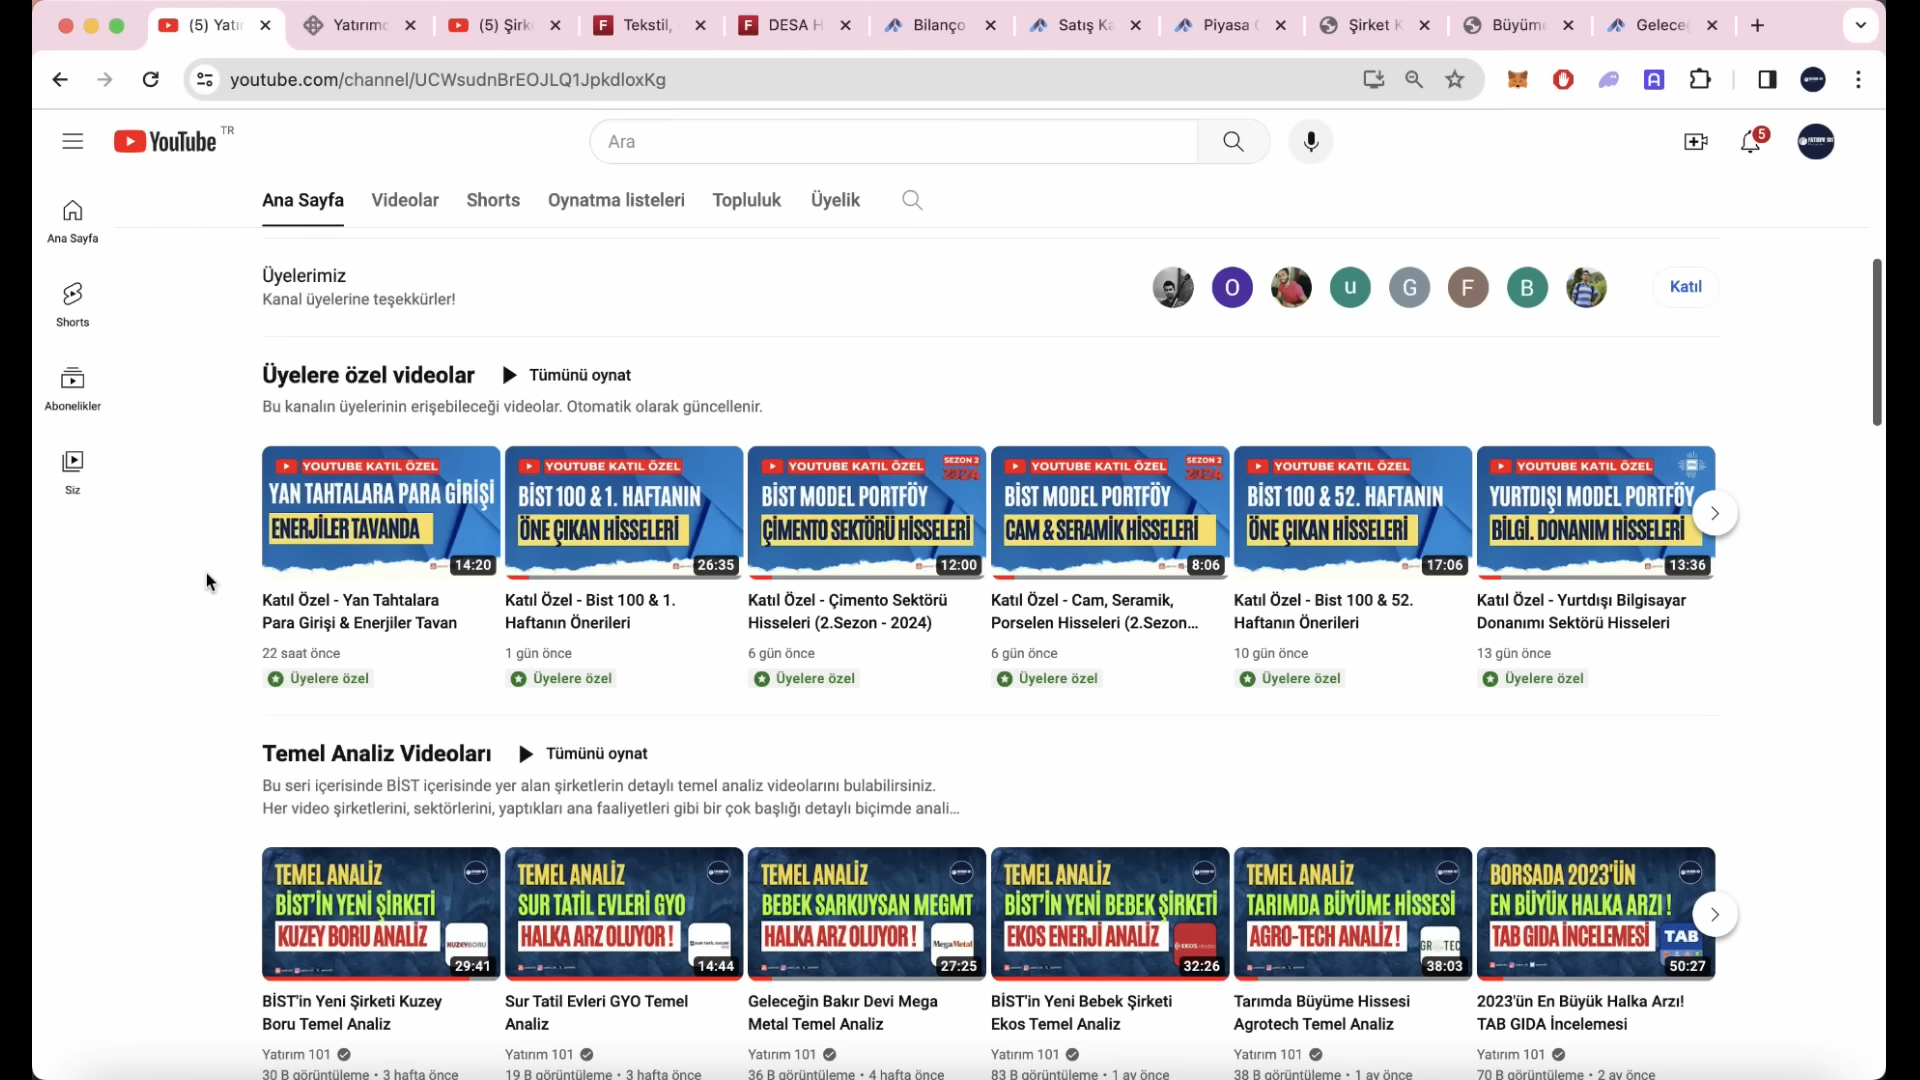 (5) Yatır
Yatırımc
(5) Şirk
Tekstil,
DESA H
Bilanço
Satış Ka
Piyasa
Şirket K
Büyüme
Gelece
youtube.com/channel/UCWsudnBrEOJLQ1JpkdloxKg
YouTube TR
Ara
5
Ana Sayfa Videolar Shorts Oynatma listeleri Topluluk Üyelik
Ana Sayfa
Shorts
Abonelikler
Siz
Üyelerimiz
Kanal üyelerine teşekkürler!
O u G F B
Katıl
Üyelere özel videolar Tümünü oynat
Bu kanalın üyelerinin erişebileceği videolar. Otomatik olarak güncellenir.
YOUTUBE KATIL ÖZEL
YAN TAHTALARA PARA GİRİŞİ
ENERJİLER TAVANDA
14:20
Katıl Özel - Yan Tahtalara
Para Girişi & Enerjiler Tavan
22 saat önce
Üyelere özel
YOUTUBE KATIL ÖZEL
BİST 100 & 1. HAFTANIN
ÖNE ÇIKAN HİSSELERİ
26:35
Katıl Özel - Bist 100 & 1.
Haftanın Önerileri
1 gün önce
Üyelere özel
YOUTUBE KATIL ÖZEL
SEZON 2
2024
BİST MODEL PORTFÖY
ÇİMENTO SEKTÖRÜ HİSSELERİ
12:00
Katıl Özel - Çimento Sektörü
Hisseleri (2.Sezon - 2024)
6 gün önce
Üyelere özel
YOUTUBE KATIL ÖZEL
SEZON 2
2024
BİST MODEL PORTFÖY
CAM & SERAMİK HİSSELERİ
8:06
Katıl Özel - Cam, Seramik,
Porselen Hisseleri (2.Sezon...
6 gün önce
Üyelere özel
YOUTUBE KATIL ÖZEL
BİST 100 & 52. HAFTANIN
ÖNE ÇIKAN HİSSELERİ
17:06
Katıl Özel - Bist 100 & 52.
Haftanın Önerileri
10 gün önce
Üyelere özel
YOUTUBE KATIL ÖZEL
YURTDIŞI MODEL PORTFÖY
BİLGİ. DONANIM HİSSELERİ
13:36
Katıl Özel - Yurtdışı Bilgisayar
Donanımı Sektörü Hisseleri
13 gün önce
Üyelere özel
Temel Analiz Videoları Tümünü oynat
Bu seri içerisinde BİST içerisinde yer alan şirketlerin detaylı temel analiz videolarını bulabilirsiniz.
Her video şirketlerini, sektörlerini, yaptıkları ana faaliyetleri gibi bir çok başlığı detaylı biçimde anali...
TEMEL ANALİZ
BİST'İN YENİ ŞİRKETİ
KUZEY BORU ANALİZ
KUZEYBORU
29:41
BİST'in Yeni Şirketi Kuzey
Boru Temel Analiz
Yatırım 101
30 B görüntüleme • 3 hafta önce
TEMEL ANALİZ
SUR TATİL EVLERİ GYO
HALKA ARZ OLUYOR !
14:44
Sur Tatil Evleri GYO Temel
Analiz
Yatırım 101
19 B görüntüleme • 3 hafta önce
TEMEL ANALİZ
BEBEK SARKUYSAN MEGMT
HALKA ARZ OLUYOR !
MegaMetal
27:25
Geleceğin Bakır Devi Mega
Metal Temel Analiz
Yatırım 101
36 B görüntüleme • 4 hafta önce
TEMEL ANALİZ
BİST'İN YENİ BEBEK ŞİRKETİ
EKOS ENERJİ ANALİZ
EKOS
32:26
BİST'in Yeni Bebek Şirketi
Ekos Temel Analiz
Yatırım 101
83 B görüntüleme • 1 ay önce
TEMEL ANALİZ
TARIMDA BÜYÜME HİSSESİ
AGRO-TECH ANALİZ !
38:03
Tarımda Büyüme Hissesi
Agrotech Temel Analiz
Yatırım 101
38 B görüntüleme • 1 ay önce
BORSADA 2023'ÜN
EN BÜYÜK HALKA ARZI !
TAB GIDA İNCELEMESİ
TAB
50:27
2023'ün En Büyük Halka Arzı!
TAB GIDA İncelemesi
Yatırım 101
70 B görüntüleme • 2 ay önce